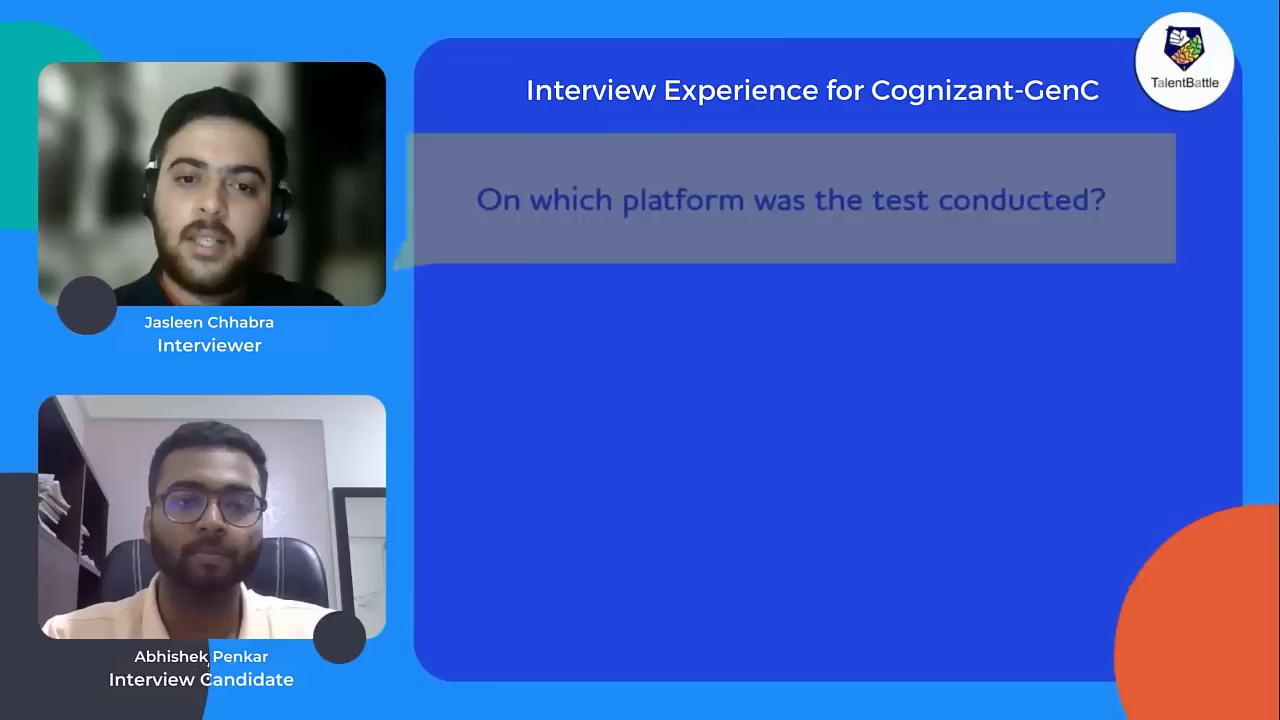 Interview Experience for Cognizant-GenC
TalentBattle
On which platform was the test conducted?
Jasleen Chhabra
Interviewer
Abhishek Penkar
Interview Candidate